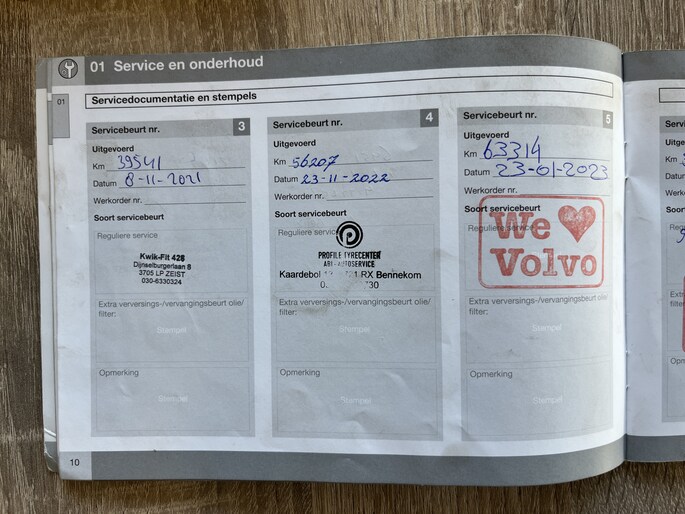 01 Service en onderhoud
01
Servicedocumentatie en stempels
Servicebeurt nr. 3
Uitgevoerd
Km 39541
Datum 8-11-2021
Werkorder nr.
Soort servicebeurt
Reguliere service
Kwik-Fit 428
Dijnselburgerlaan 8
3705 LP ZEIST
030-6330324
Extra verversings-/vervangingsbeurt olie/
filter:
Stempel
Opmerking
Stempel
Servicebeurt nr. 4
Uitgevoerd
Km 56207
Datum 23-11-2022
Werkorder nr.
Soort servicebeurt
Reguliere service
PROFILE TYRECENTER
AUTOSERVICE
RX Bennekom
Extra verversings-/vervangingsbeurt olie/
filter:
Stempel
Opmerking
Stempel
Servicebeurt nr. 5
Uitgevoerd
Km 63314
Datum 23-01-2023
Werkorder nr.
Soort servicebeurt
Reguliere service
We
Volvo
Extra verversings-/vervangingsbeurt olie/
filter:
Stempel
Opmerking
Stempel
10